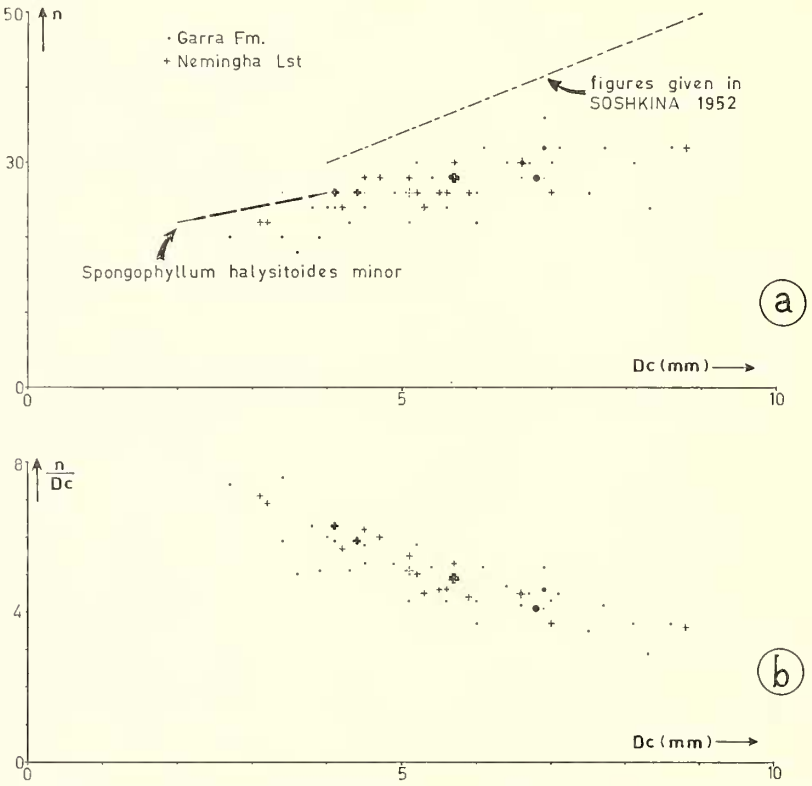 50
n
· Garra Fm.
+ Nemingha Lst
figures given in
SOSHKINA 1952
30
Spongophyllum halysitoides minor
a
Dc (mm)
0
0
5
10
8
n
Dc
4
b
Dc (mm)
0
0
5
10